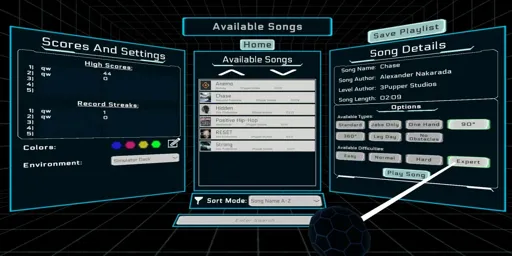 Available Songs
Save Playlist
Scores And Settings
High Scores:
1| qw 44
2| qw 0
3|
4|
5|
Record Streaks:
1| qw 1
2| qw 0
3|
4|
5|
Colors:
Environment:
Simulator Dark
Home
Available Songs
Chase
Hidden
Positive Hip-Hop
RESET
Strong
Sort Mode:
Song Name A-Z
Song Details
Song Name: Chase
Song Author: Alexander Nakarada
Level Author: 3Pupper Studios
Song Length: 02:09
Options
Available Types:
Standard
One Hand
90°
360°
Leg Day
No Obstacles
Available Difficulties:
Easy
Normal
Hard
Expert
Play Song